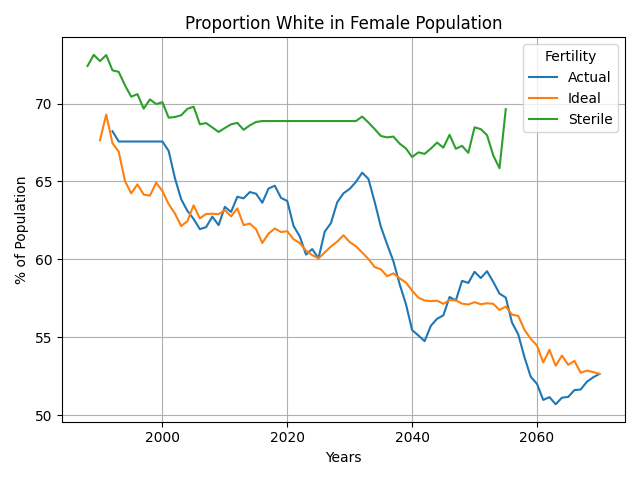 Proportion White in Female Population
Fertility
Actual
Ideal
Sterile
% of Population
70
65
60
55
50
2000
2020
2040
2060
Years